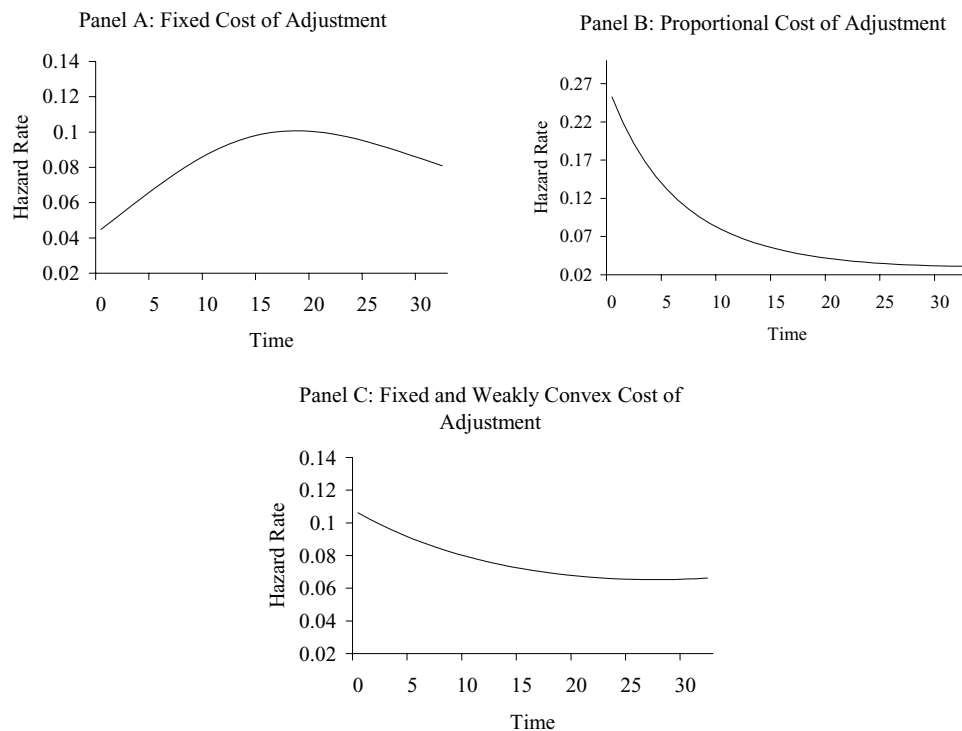 Panel A: Fixed Cost of Adjustment
0.14
0.12
0.1
0.08
0.06
0.04
0.02
Hazard Rate
0 5 10 15 20 25 30
Time
Panel B: Proportional Cost of Adjustment
0.27
0.22
0.17
0.12
0.07
0.02
Hazard Rate
0 5 10 15 20 25 30
Time
Panel C: Fixed and Weakly Convex Cost of
Adjustment
0.14
0.12
0.1
0.08
0.06
0.04
0.02
Hazard Rate
0 5 10 15 20 25 30
Time